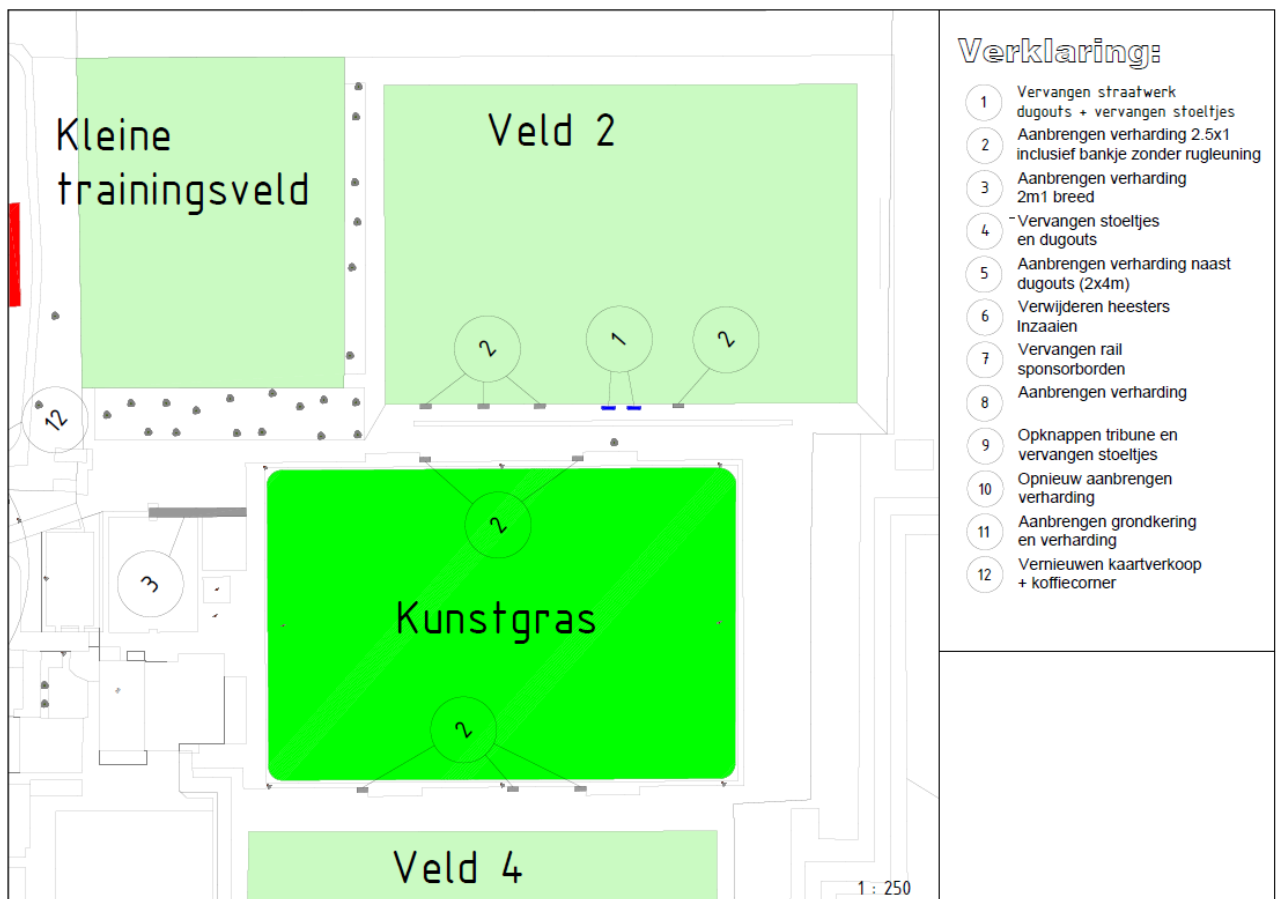 Kleine
trainingsveld
Veld 2
2
1
2
12
2
3
Kunstgras
2
Veld 4
1 : 250
Verklaring:
1 Vervangen straatwerk
dugouts + vervangen stoeltjes
2 Aanbrengen verharding 2.5x1
inclusief bankje zonder rugleuning
3 Aanbrengen verharding
2m1 breed
4 Vervangen stoeltjes
en dugouts
5 Aanbrengen verharding naast
dugouts (2x4m)
6 Verwijderen heesters
Inzaaien
7 Vervangen rail
sponsorborden
8 Aanbrengen verharding
9 Opknappen tribune en
vervangen stoeltjes
10 Opnieuw aanbrengen
verharding
11 Aanbrengen grondkering
en verharding
12 Vernieuwen kaartverkoop
+ koffiecorner